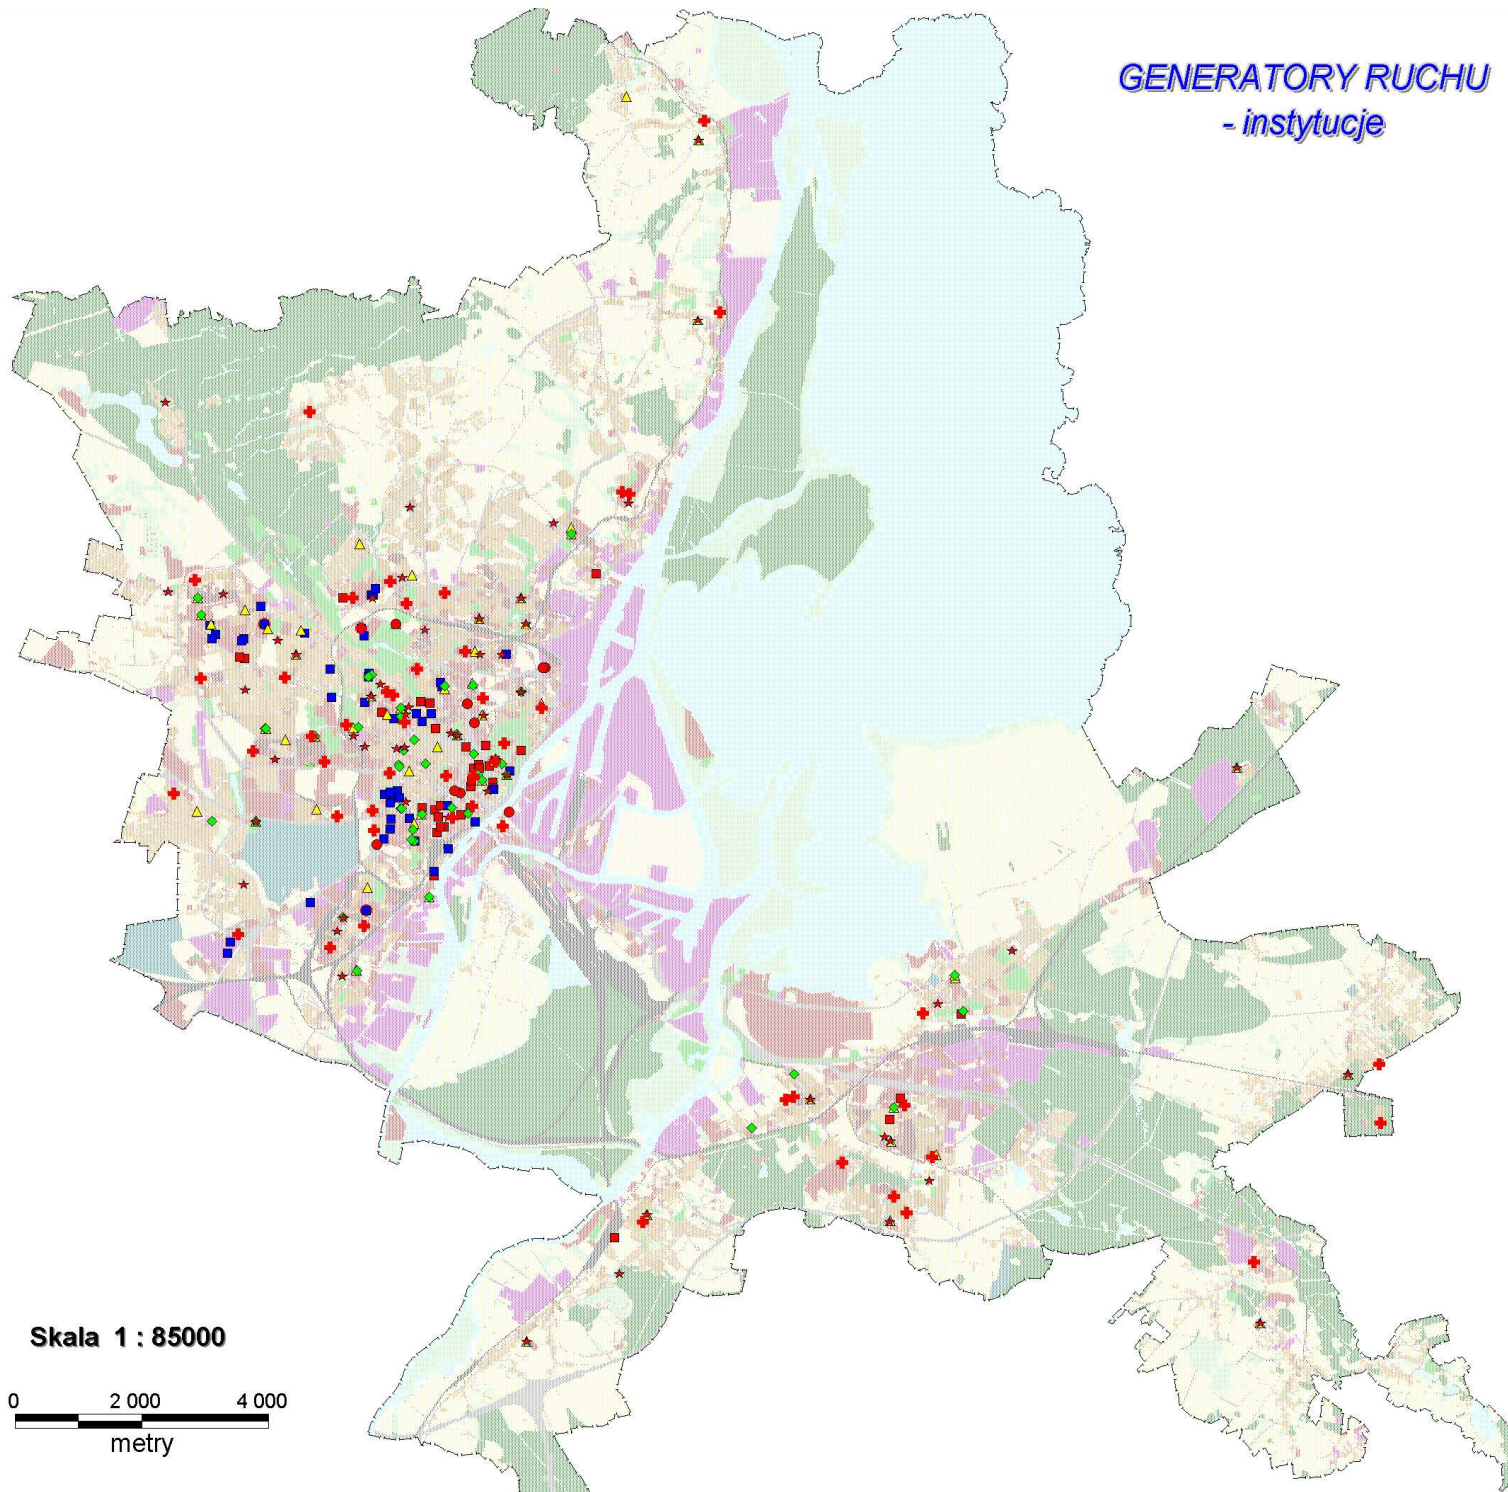 GENERATORY RUCHU
- instytucje
Skala 1 : 85000
0 2 000 4 000
metry